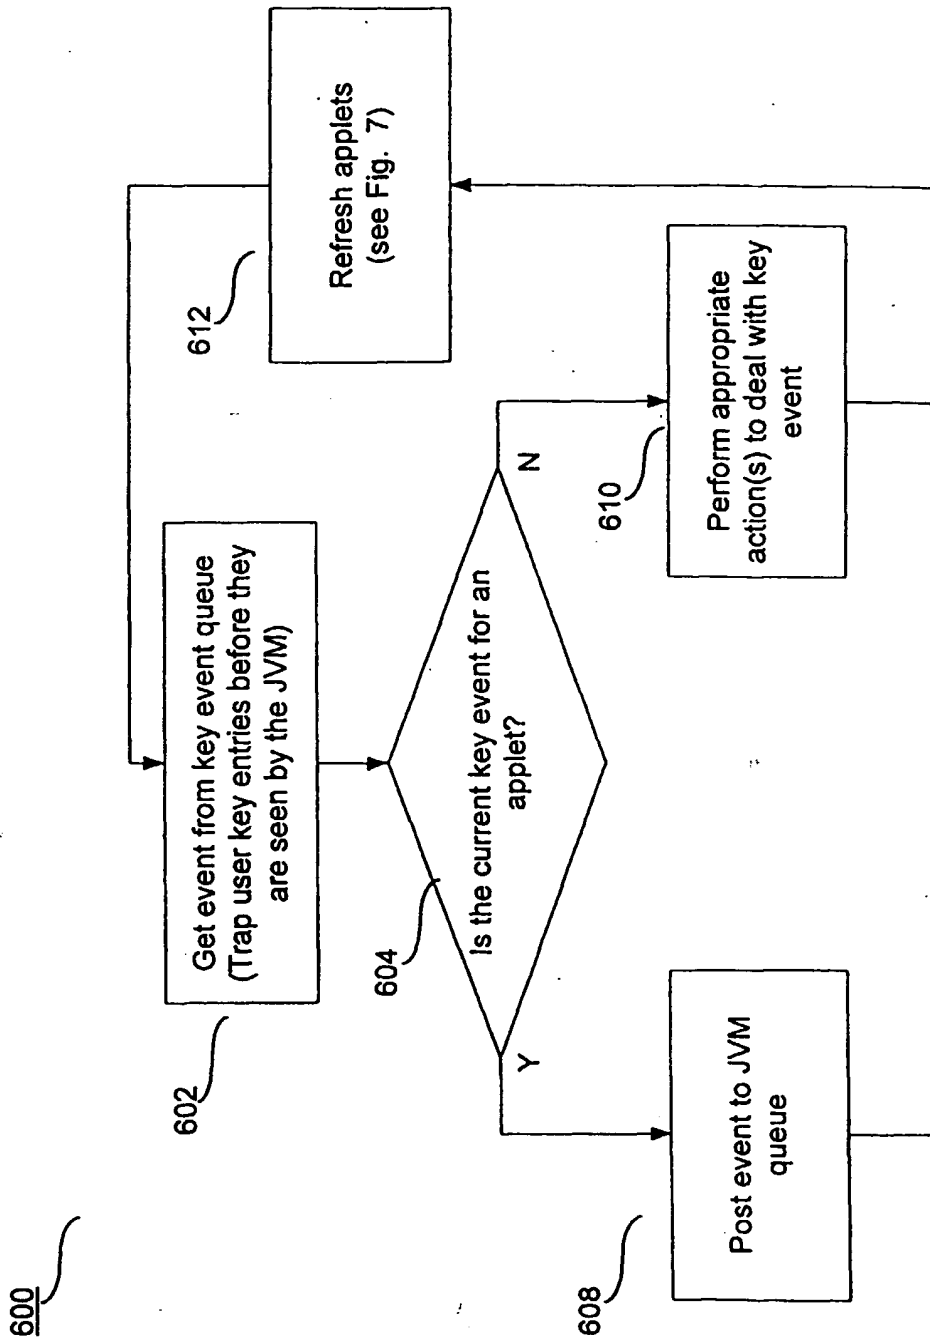 600
602
Get event from key event queue
(Trap user key entries before they
are seen by the JVM)
612
Refresh applets
(see Fig. 7)
604
Is the current key event for an
applet?
Y
N
608
Post event to JVM
queue
610
Perform appropriate
action(s) to deal with key
event